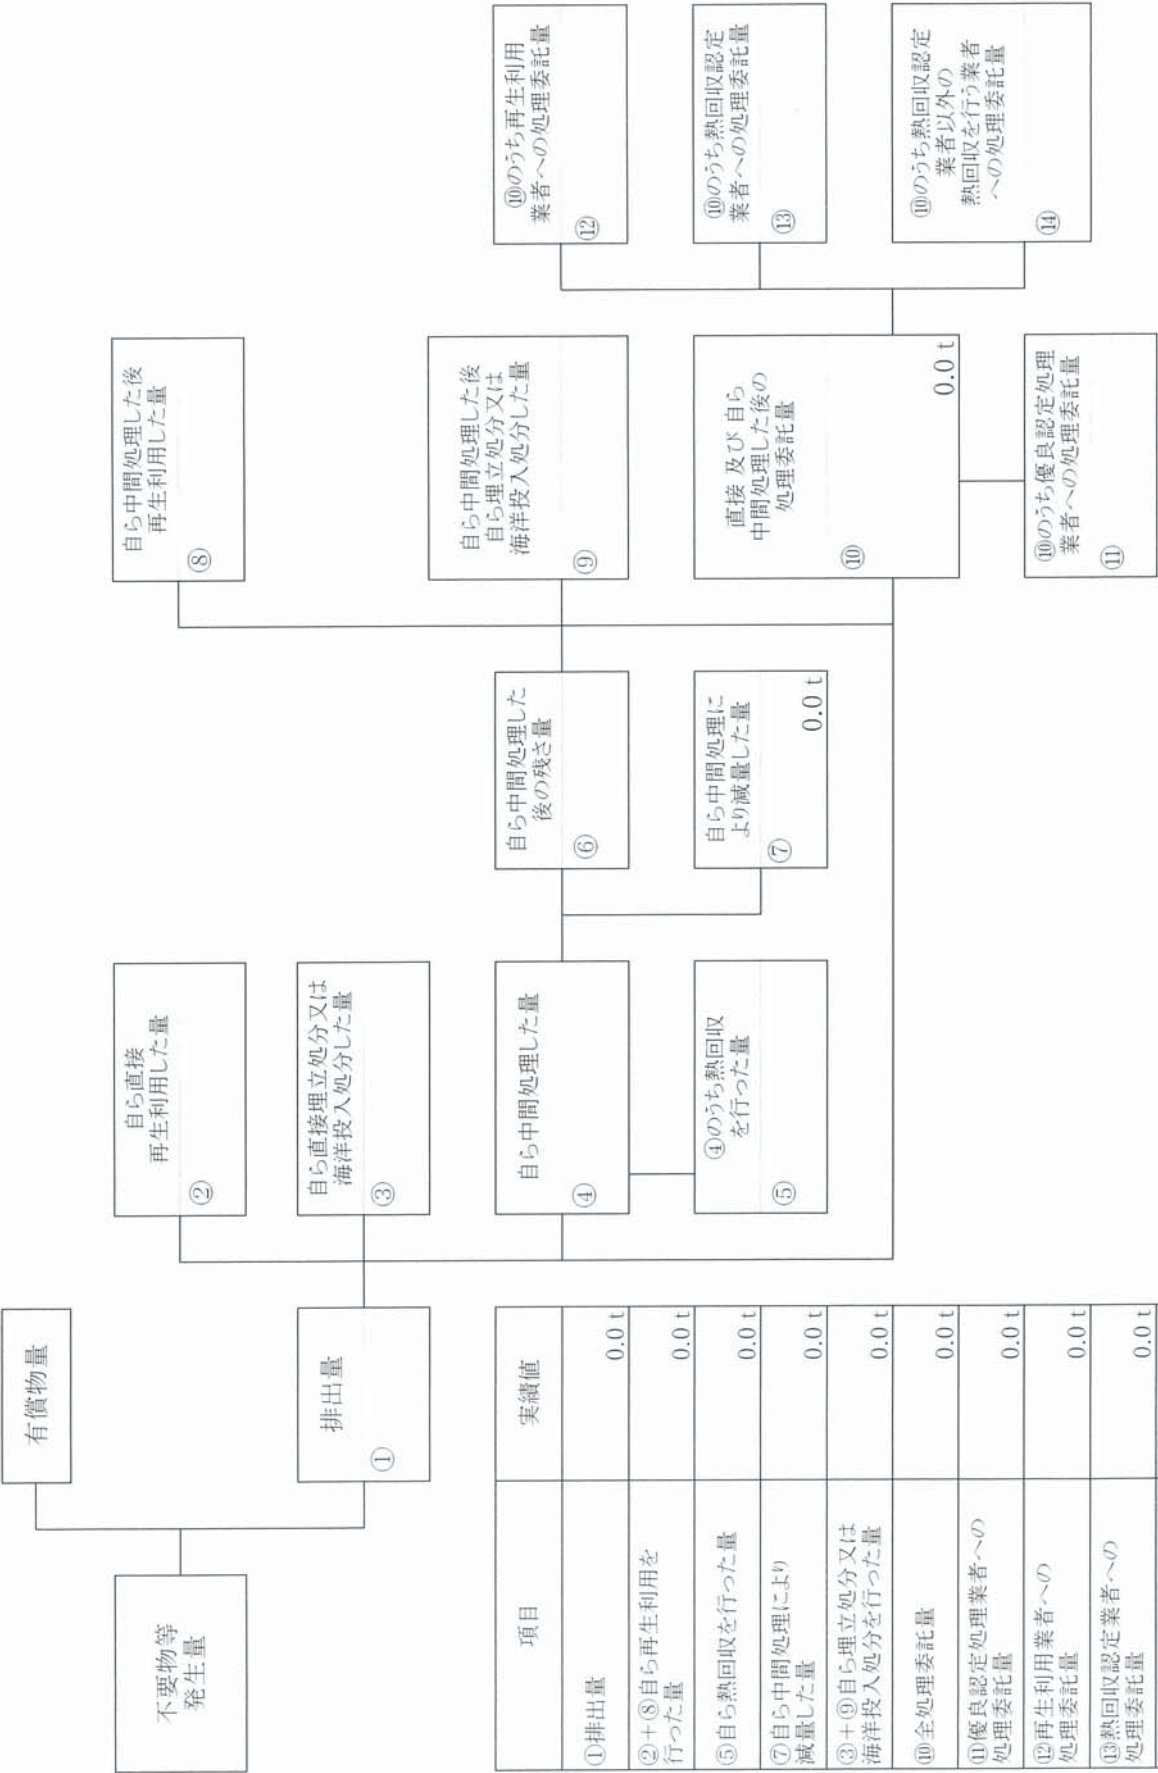 不要物等
発生量
有償物量
排出量
①
自ら直接
再生利用した量
②
自ら直接埋立処分又は
海洋投入処分した量
③
自ら中間処理した量
④
④のうち熱回収
を行った量
⑤
自ら中間処理した
後の残さ量
⑥
自ら中間処理に
より減量した量
⑦
0.0 t
自ら中間処理した後
再生利用した量
⑧
自ら中間処理した後
自ら埋立処分又は
海洋投入処分した量
⑨
直接 及び 自ら
中間処理した後の
処理委託量
⑩
0.0 t
⑩のうち優良認定処理
業者への処理委託量
⑪
⑩のうち再生利用
業者への処理委託量
⑫
⑩のうち熱回収認定
業者への処理委託量
⑬
⑩のうち熱回収認定
業者以外の
熱回収を行う業者
への処理委託量
⑭
項目 実績値
①排出量 0.0 t
②+⑧自ら再生利用を
行った量 0.0 t
⑤自ら熱回収を行った量 0.0 t
⑦自ら中間処理により
減量した量 0.0 t
③+⑨自ら埋立処分又は
海洋投入処分を行った量 0.0 t
⑩全処理委託量 0.0 t
⑪優良認定処理業者への
処理委託量 0.0 t
⑫再生利用業者への
処理委託量 0.0 t
⑬熱回収認定業者への
処理委託量 0.0 t